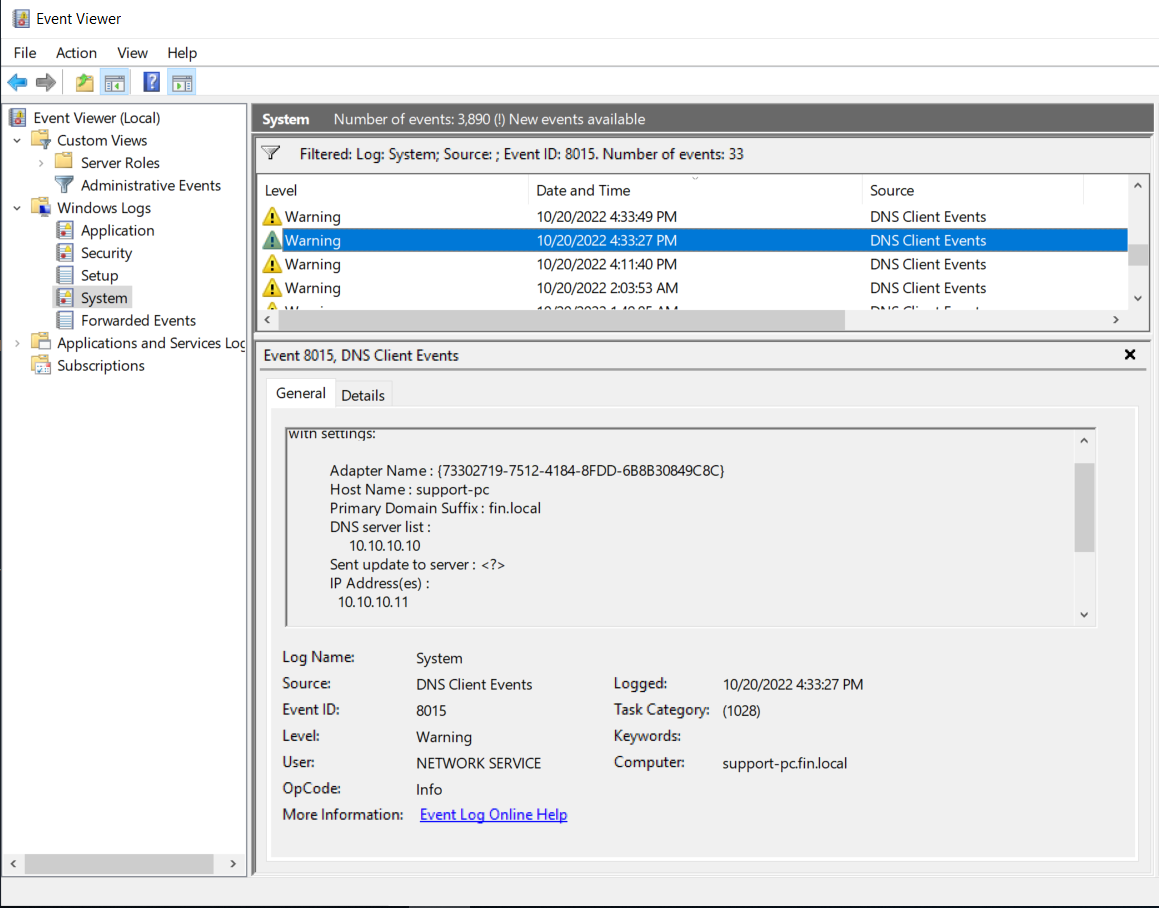 Event Viewer
File Action View Help
Event Viewer (Local)
Custom Views
Server Roles
Administrative Events
Windows Logs
Application
Security
Setup
System
Forwarded Events
Applications and Services Log
Subscriptions
System Number of events: 3,890 (!) New events available
Filtered: Log: System; Source: ; Event ID: 8015. Number of events: 33
Level Date and Time Source
Warning 10/20/2022 4:33:49 PM DNS Client Events
Warning 10/20/2022 4:33:27 PM DNS Client Events
Warning 10/20/2022 4:11:40 PM DNS Client Events
Warning 10/20/2022 2:03:53 AM DNS Client Events
Event 8015, DNS Client Events
General Details
with settings:
Adapter Name : {73302719-7512-4184-8FDD-6B8B30849C8C}
Host Name : support-pc
Primary Domain Suffix : fin.local
DNS server list :
10.10.10.10
Sent update to server : <?>
IP Address(es) :
10.10.10.11
Log Name: System
Source: DNS Client Events Logged: 10/20/2022 4:33:27 PM
Event ID: 8015 Task Category: (1028)
Level: Warning Keywords:
User: NETWORK SERVICE Computer: support-pc.fin.local
OpCode: Info
More Information: Event Log Online Help